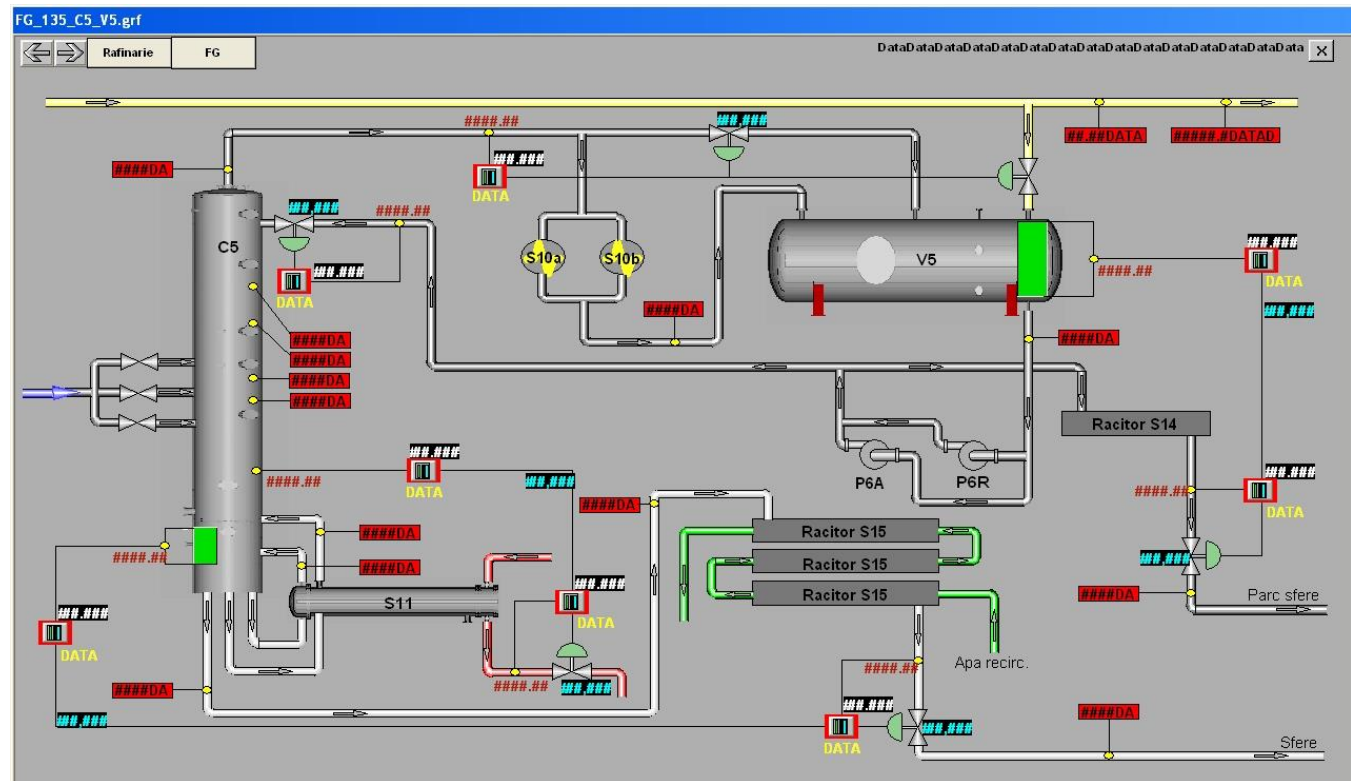 FG_135_C5_V5.grf
Rafinarie
FG
DataDataDataDataDataDataDataDataDataDataDataDataDataDataData
####.##
##,###
##.##DATA
#####.#DATAD
####DA
##.###
DATA
##,###
####.##
C5
##.###
DATA
S10a
S10b
V5
##.###
####.##
DATA
##,###
####DA
####DA
####DA
####DA
####DA
####DA
Racitor S14
##.###
DATA
####.##
##,###
P6A
P6R
##.###
####.##
DATA
####DA
Racitor S15
####DA
####.##
Racitor S15
##,###
####DA
##.###
Racitor S15
####DA
Parc sfere
S11
##.###
DATA
DATA
####.##
Apa recirc.
####.##
##,###
####DA
##.###
####DA
##,###
##,###
DATA
Sfere